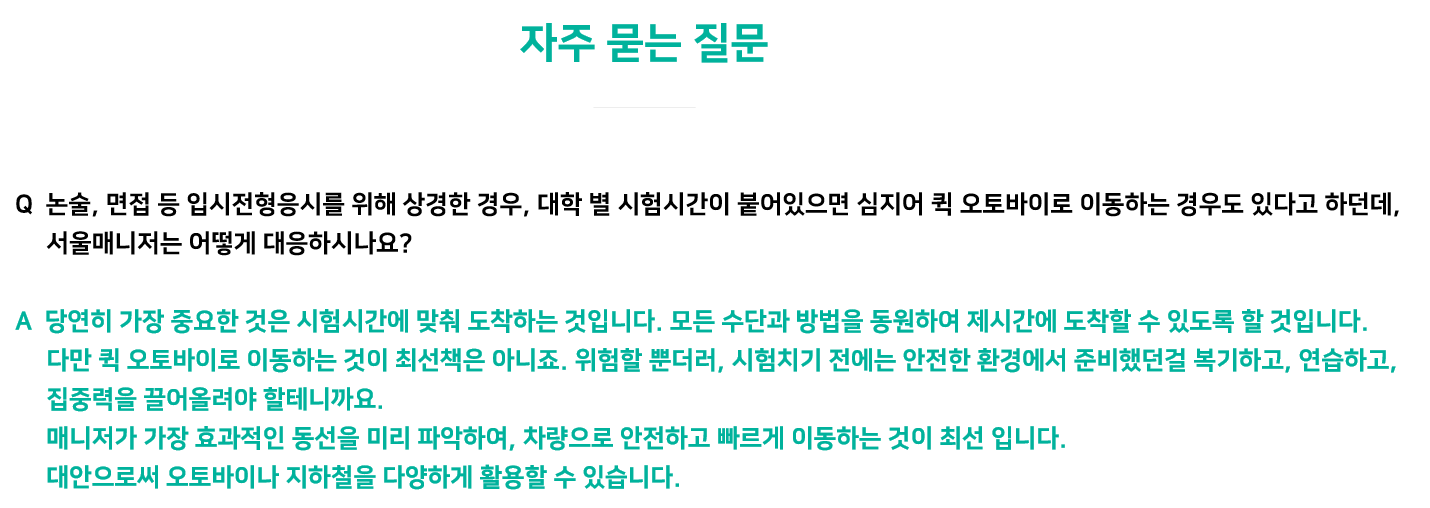 자주 묻는 질문
Q 논술, 면접 등 입시전형응시를 위해 상경한 경우, 대학 별 시험시간이 붙어있으면 심지어 퀵 오토바이로 이동하는 경우도 있다고 하던데,
서울매니저는 어떻게 대응하시나요?
A 당연히 가장 중요한 것은 시험시간에 맞춰 도착하는 것입니다. 모든 수단과 방법을 동원하여 제시간에 도착할 수 있도록 할 것입니다.
다만 퀵 오토바이로 이동하는 것이 최선책은 아니죠. 위험할 뿐더러, 시험치기 전에는 안전한 환경에서 준비했던걸 복기하고, 연습하고,
집중력을 끌어올려야 할테니까요.
매니저가 가장 효과적인 동선을 미리 파악하여, 차량으로 안전하고 빠르게 이동하는 것이 최선 입니다.
대안으로써 오토바이나 지하철을 다양하게 활용할 수 있습니다.